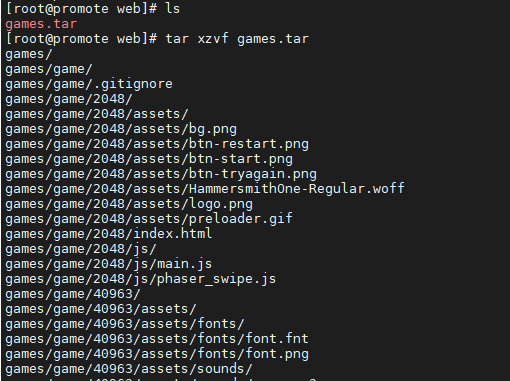 [root@promote web]# ls
games.tar
[root@promote web]# tar xzvf games.tar
games/
games/game/
games/game/.gitignore
games/game/2048/
games/game/2048/assets/
games/game/2048/assets/bg.png
games/game/2048/assets/btn-restart.png
games/game/2048/assets/btn-start.png
games/game/2048/assets/btn-tryagain.png
games/game/2048/assets/HammersmithOne-Regular.woff
games/game/2048/assets/logo.png
games/game/2048/assets/preloader.gif
games/game/2048/index.html
games/game/2048/js/
games/game/2048/js/main.js
games/game/2048/js/phaser_swipe.js
games/game/40963/
games/game/40963/assets/
games/game/40963/assets/fonts/
games/game/40963/assets/fonts/font.fnt
games/game/40963/assets/fonts/font.png
games/game/40963/assets/sounds/